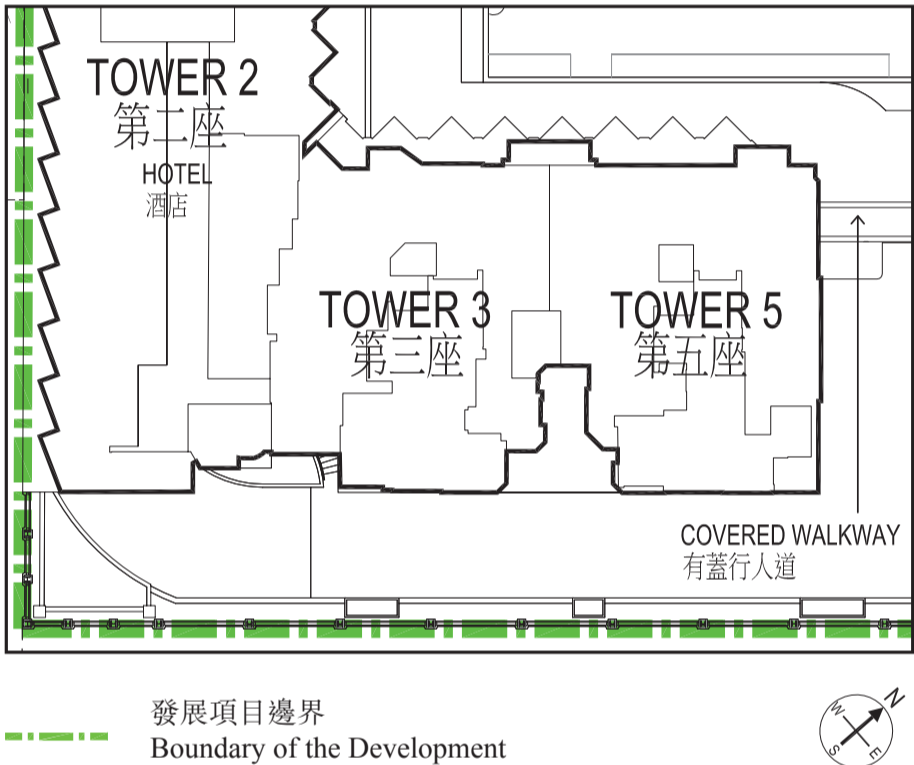 TOWER 2
第二座
HOTEL
酒店
TOWER 3
第三座
TOWER 5
第五座
COVERED WALKWAY
有蓋行人道
發展項目邊界
Boundary of the Development
N
W
S
E